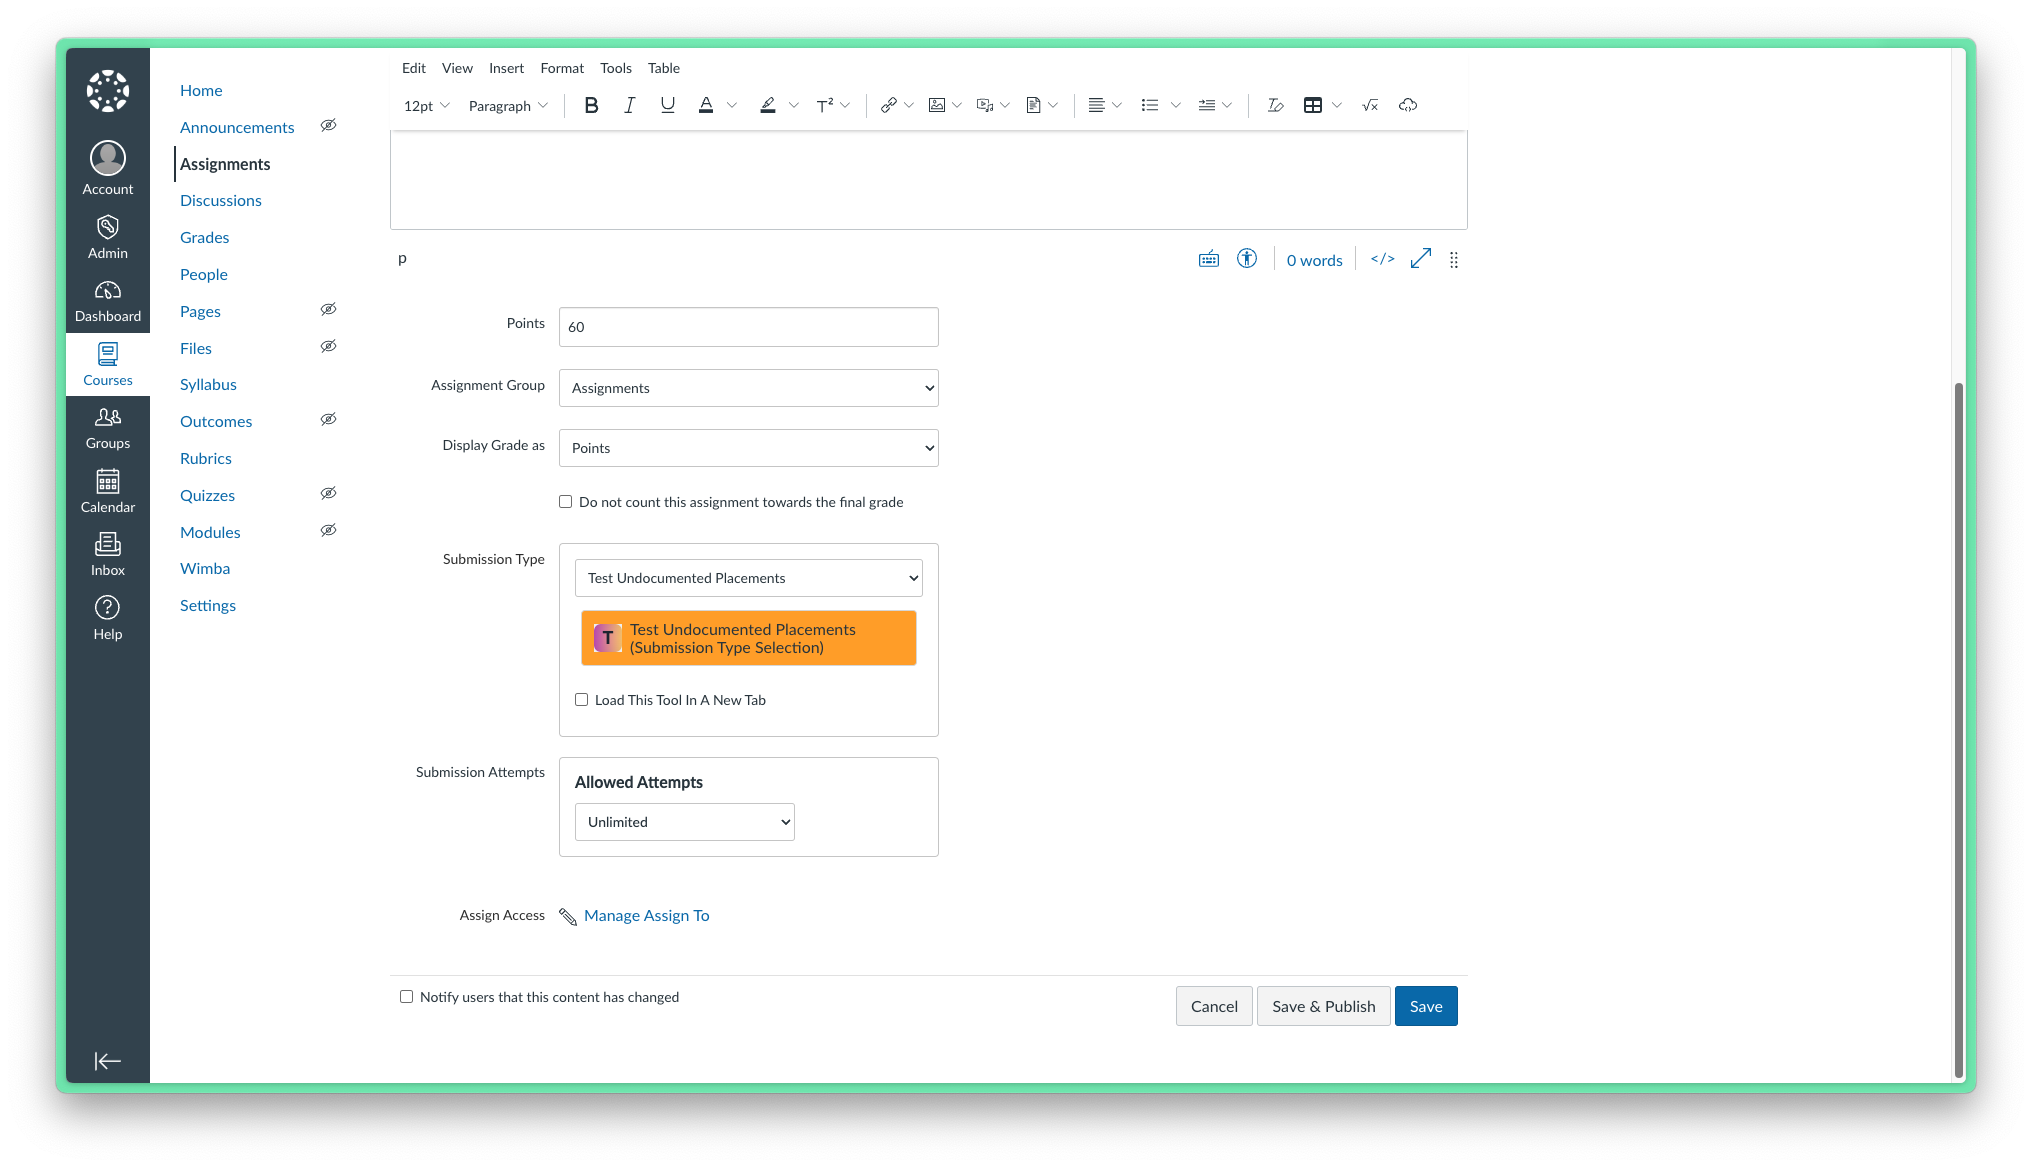 Account
Admin
Dashboard
Courses
Groups
Calendar
Inbox
Help
Home
Announcements
Assignments
Discussions
Grades
People
Pages
Files
Syllabus
Outcomes
Rubrics
Quizzes
Modules
Wimba
Settings
Edit View Insert Format Tools Table
12pt Paragraph B I U A T²
p
0 words </>
Points 60
Assignment Group Assignments
Display Grade as Points
Do not count this assignment towards the final grade
Submission Type
Test Undocumented Placements
T
Test Undocumented Placements
(Submission Type Selection)
Load This Tool In A New Tab
Submission Attempts
Allowed Attempts
Unlimited
Assign Access Manage Assign To
Notify users that this content has changed
Cancel Save & Publish Save